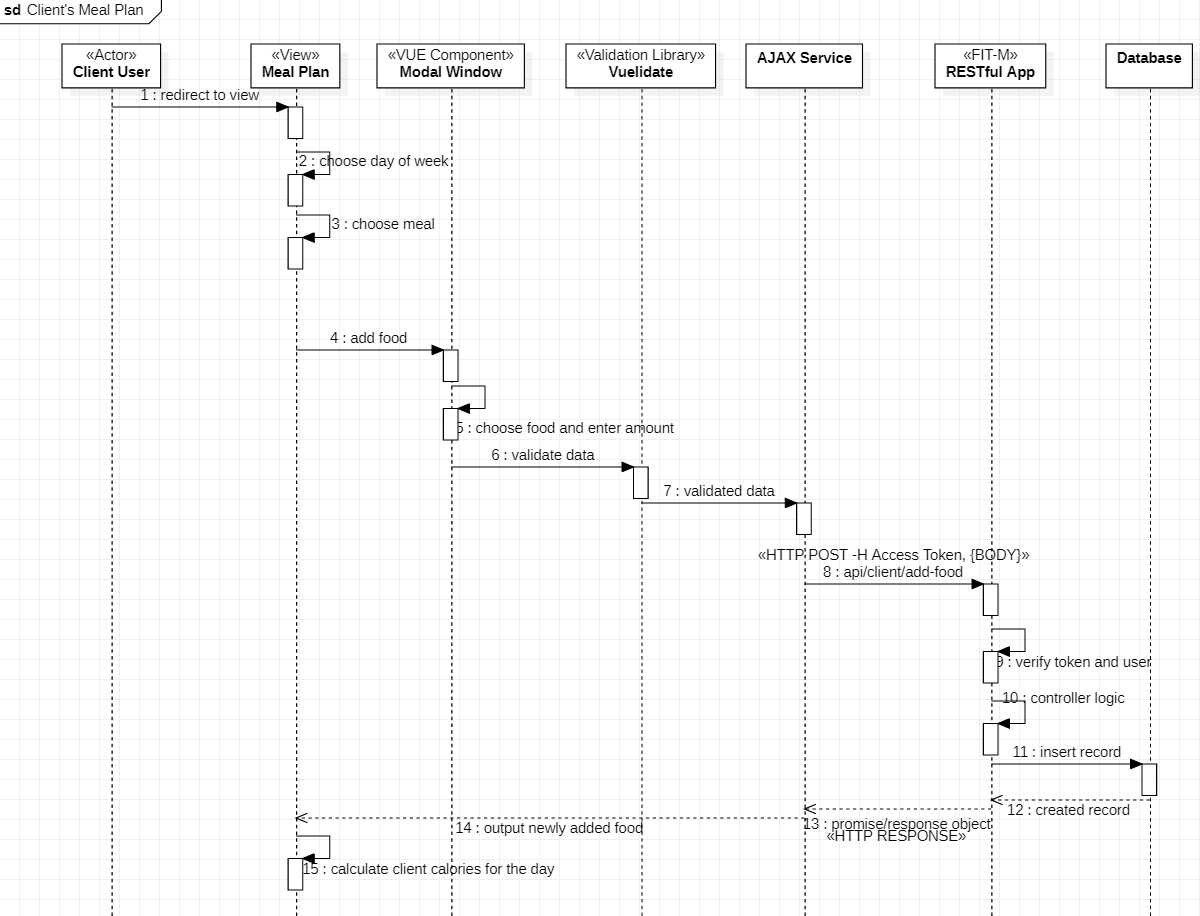 sd Client's Meal Plan
«Actor»
Client User
«View»
Meal Plan
«VUE Component»
Modal Window
«Validation Library»
Vuelidate
AJAX Service
«FIT-M»
RESTful App
Database
1 : redirect to view
2 : choose day of week
3 : choose meal
4 : add food
5 : choose food and enter amount
6 : validate data
7 : validated data
«HTTP POST -H Access Token, {BODY}»
8 : api/client/add-food
9 : verify token and user
10 : controller logic
11 : insert record
12 : created record
13 : promise/response object
«HTTP RESPONSE»
14 : output newly added food
15 : calculate client calories for the day